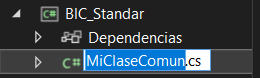 BIC_Standar
Dependencias
C# MiClaseComun.cs